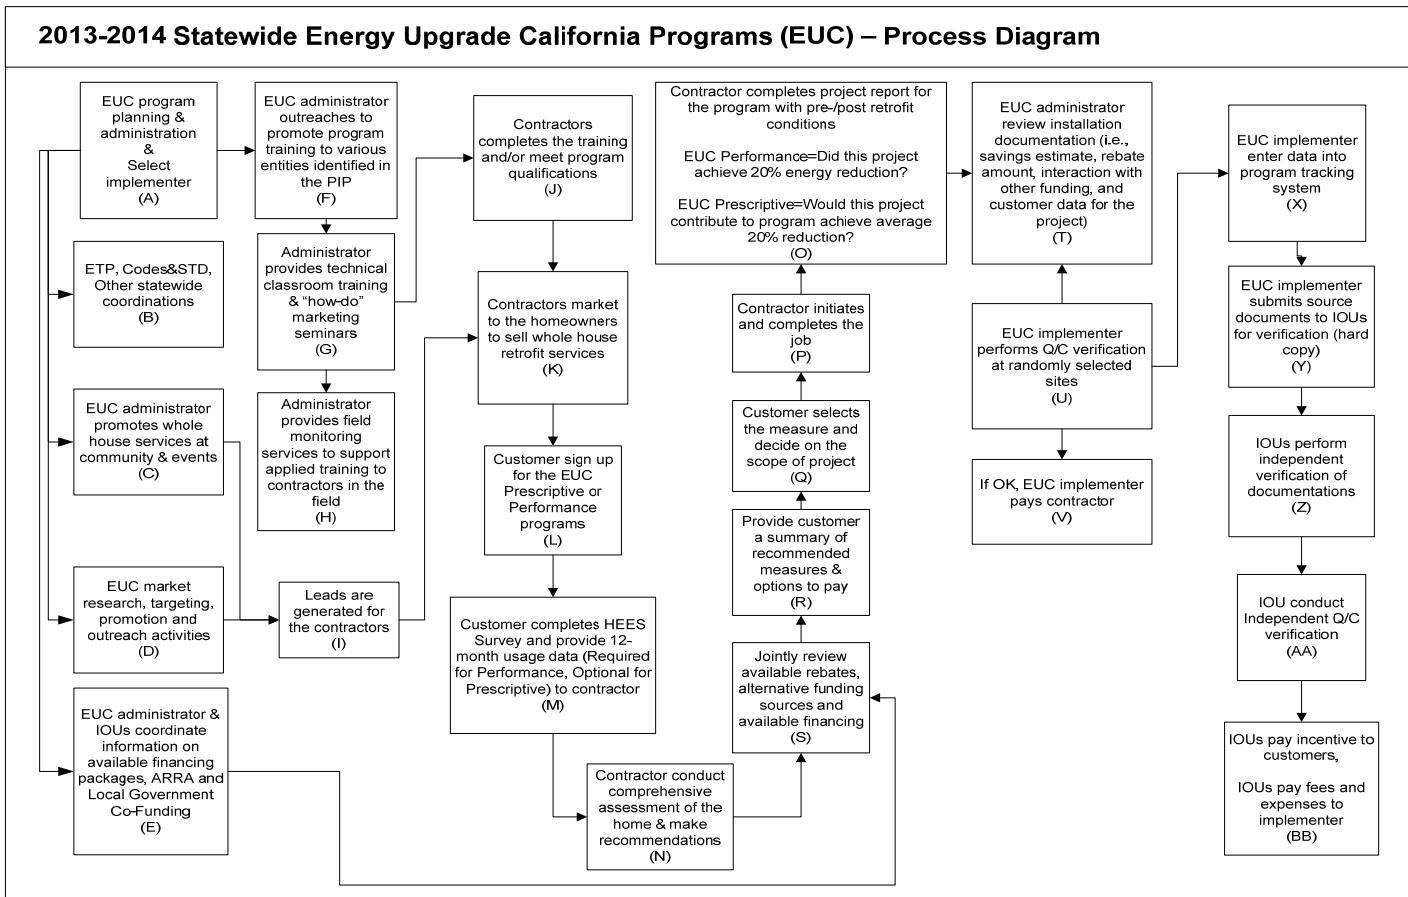 2013-2014 Statewide Energy Upgrade California Programs (EUC) – Process Diagram
EUC program
planning &
administration
&
Select
implementer
(A)
ETP, Codes&STD,
Other statewide
coordinations
(B)
EUC administrator
promotes whole
house services at
community & events
(C)
EUC market
research, targeting,
promotion and
outreach activities
(D)
EUC administrator &
IOUs coordinate
information on
available financing
packages, ARRA and
Local Government
Co-Funding
(E)
EUC administrator
outreaches to
promote program
training to various
entities identified in
the PIP
(F)
Administrator
provides technical
classroom training
& “how-do”
marketing
seminars
(G)
Administrator
provides field
monitoring
services to support
applied training to
contractors in the
field
(H)
Leads are
generated for
the contractors
(I)
Contractors
completes the training
and/or meet program
qualifications
(J)
Contractors market
to the homeowners
to sell whole house
retrofit services
(K)
Customer sign up
for the EUC
Prescriptive or
Performance
programs
(L)
Customer completes HEES
Survey and provide 12-
month usage data (Required
for Performance, Optional for
Prescriptive) to contractor
(M)
Contractor conduct
comprehensive
assessment of the
home & make
recommendations
(N)
Contractor completes project report for
the program with pre-/post retrofit
conditions
EUC Performance=Did this project
achieve 20% energy reduction?
EUC Prescriptive=Would this project
contribute to program achieve average
20% reduction?
(O)
Contractor initiates
and completes the
job
(P)
Customer selects
the measure and
decide on the
scope of project
(Q)
Provide customer
a summary of
recommended
measures &
options to pay
(R)
Jointly review
available rebates,
alternative funding
sources and
available financing
(S)
EUC administrator
review installation
documentation (i.e.,
savings estimate, rebate
amount, interaction with
other funding, and
customer data for the
project)
(T)
EUC implementer
performs Q/C verification
at randomly selected
sites
(U)
If OK, EUC implementer
pays contractor
(V)
EUC implementer
enter data into
program tracking
system
(X)
EUC implementer
submits source
documents to IOUs
for verification (hard
copy)
(Y)
IOUs perform
independent
verification of
documentations
(Z)
IOU conduct
Independent Q/C
verification
(AA)
IOUs pay incentive to
customers,
IOUs pay fees and
expenses to
implementer
(BB)